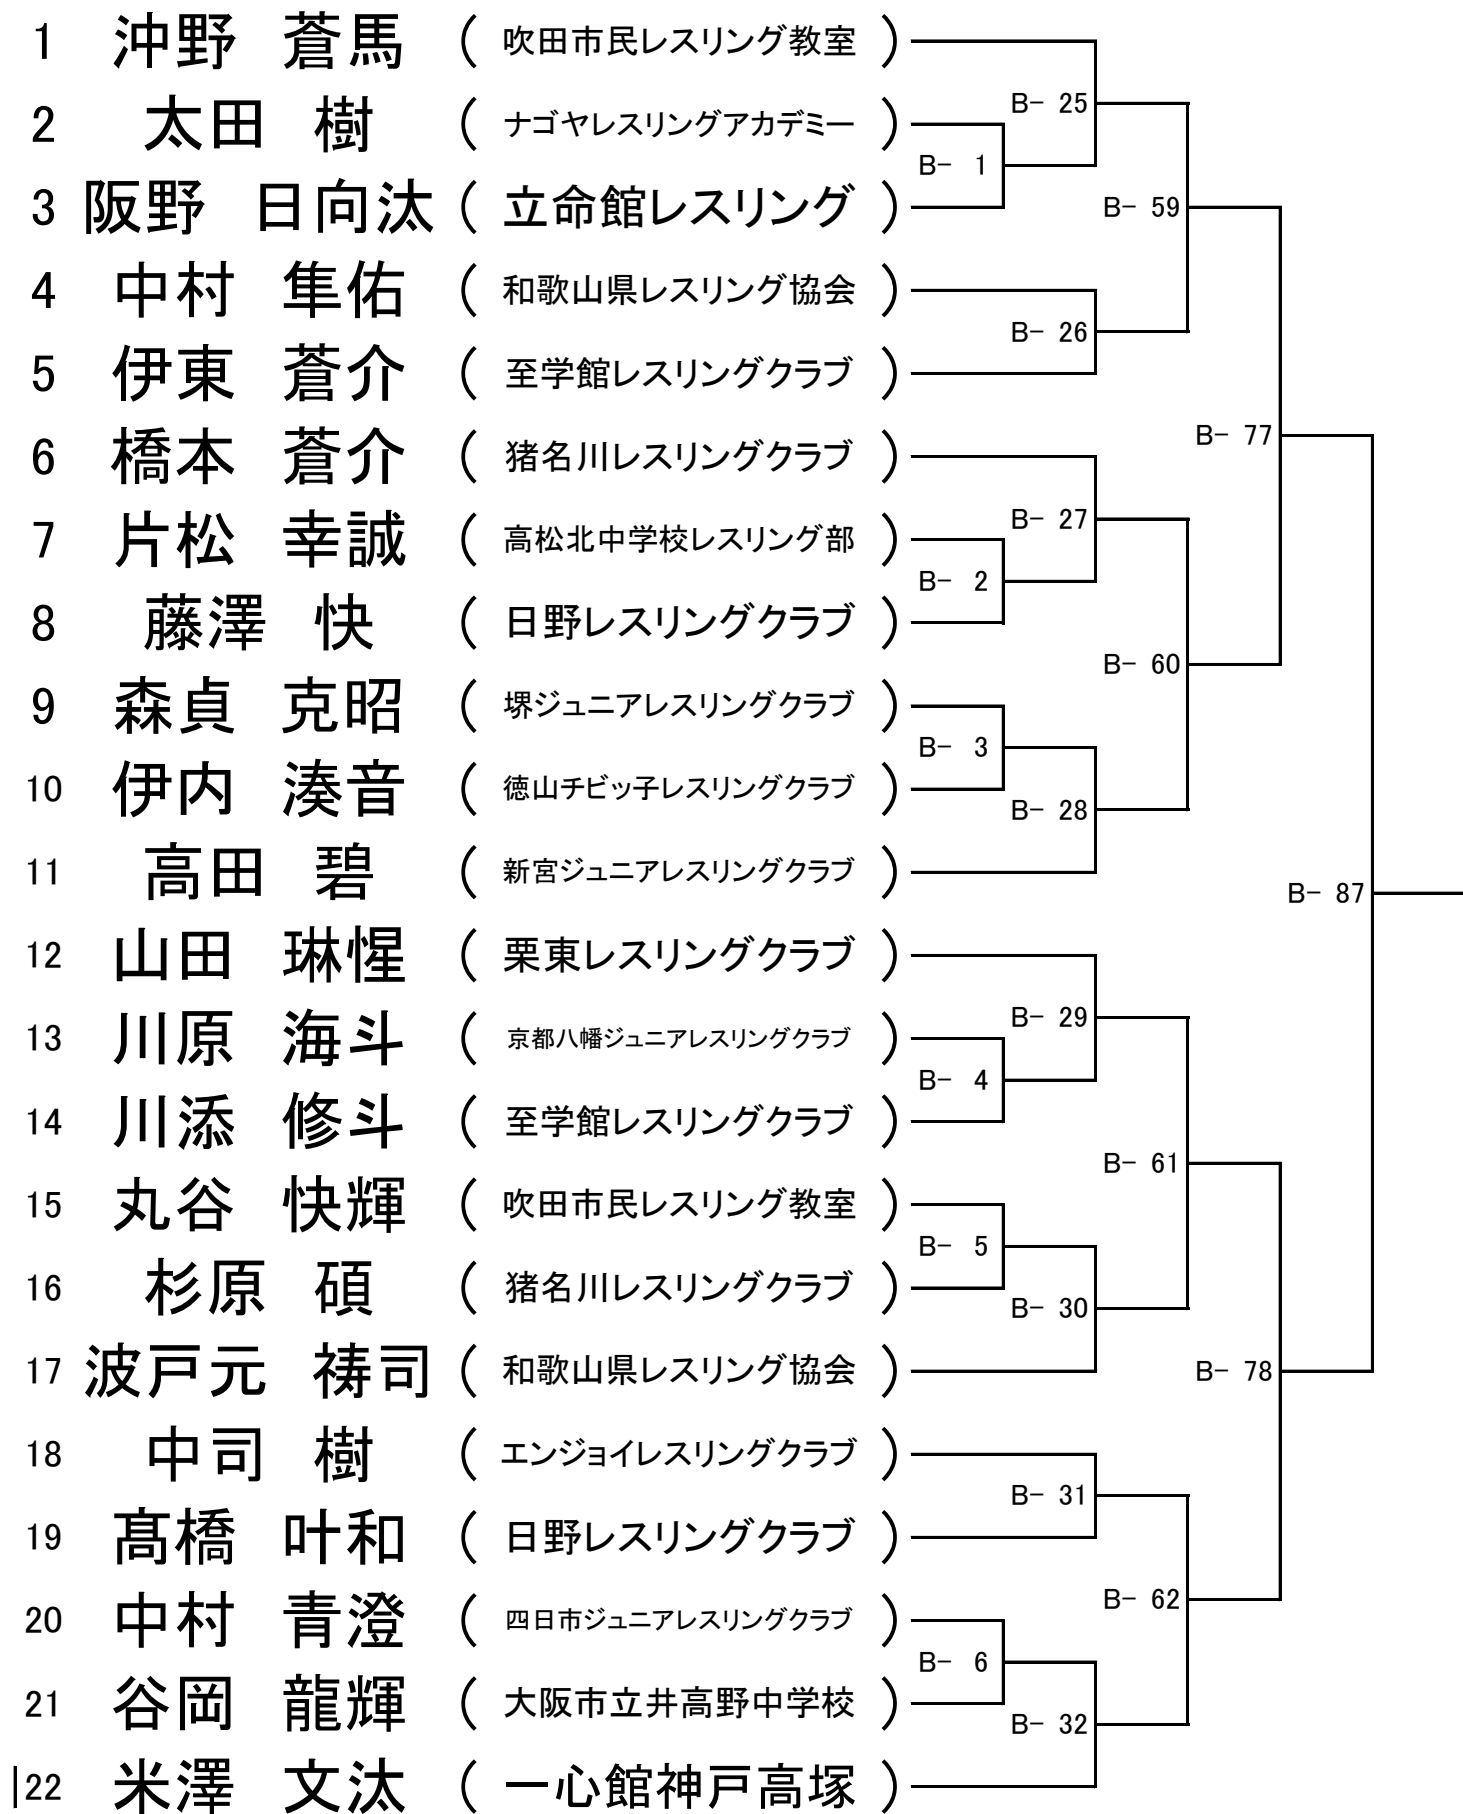 1 沖野 蒼馬 ( 吹田市民レスリング教室 )
B- 25
2 太田 樹 ( ナゴヤレスリングアカデミー )
B- 1
3 阪野 日向汰 ( 立命館レスリング )
B- 59
4 中村 隼佑 ( 和歌山県レスリング協会 )
B- 26
5 伊東 蒼介 ( 至学館レスリングクラブ )
B- 77
6 橋本 蒼介 ( 猪名川レスリングクラブ )
B- 27
7 片松 幸誠 ( 高松北中学校レスリング部 )
B- 2
8 藤澤 快 ( 日野レスリングクラブ )
B- 60
9 森貞 克昭 ( 堺ジュニアレスリングクラブ )
B- 3
10 伊内 湊音 ( 徳山チビッ子レスリングクラブ )
B- 28
11 高田 碧 ( 新宮ジュニアレスリングクラブ )
B- 87
12 山田 琳惺 ( 栗東レスリングクラブ )
B- 29
13 川原 海斗 ( 京都八幡ジュニアレスリングクラブ )
B- 4
14 川添 修斗 ( 至学館レスリングクラブ )
B- 61
15 丸谷 快輝 ( 吹田市民レスリング教室 )
B- 5
16 杉原 碩 ( 猪名川レスリングクラブ )
B- 30
17 波戸元 祷司 ( 和歌山県レスリング協会 )
B- 78
18 中司 樹 ( エンジョイレスリングクラブ )
B- 31
19 髙橋 叶和 ( 日野レスリングクラブ )
B- 62
20 中村 青澄 ( 四日市ジュニアレスリングクラブ )
B- 6
21 谷岡 龍輝 ( 大阪市立井高野中学校 )
B- 32
22 米澤 文汰 ( 一心館神戸高塚 )